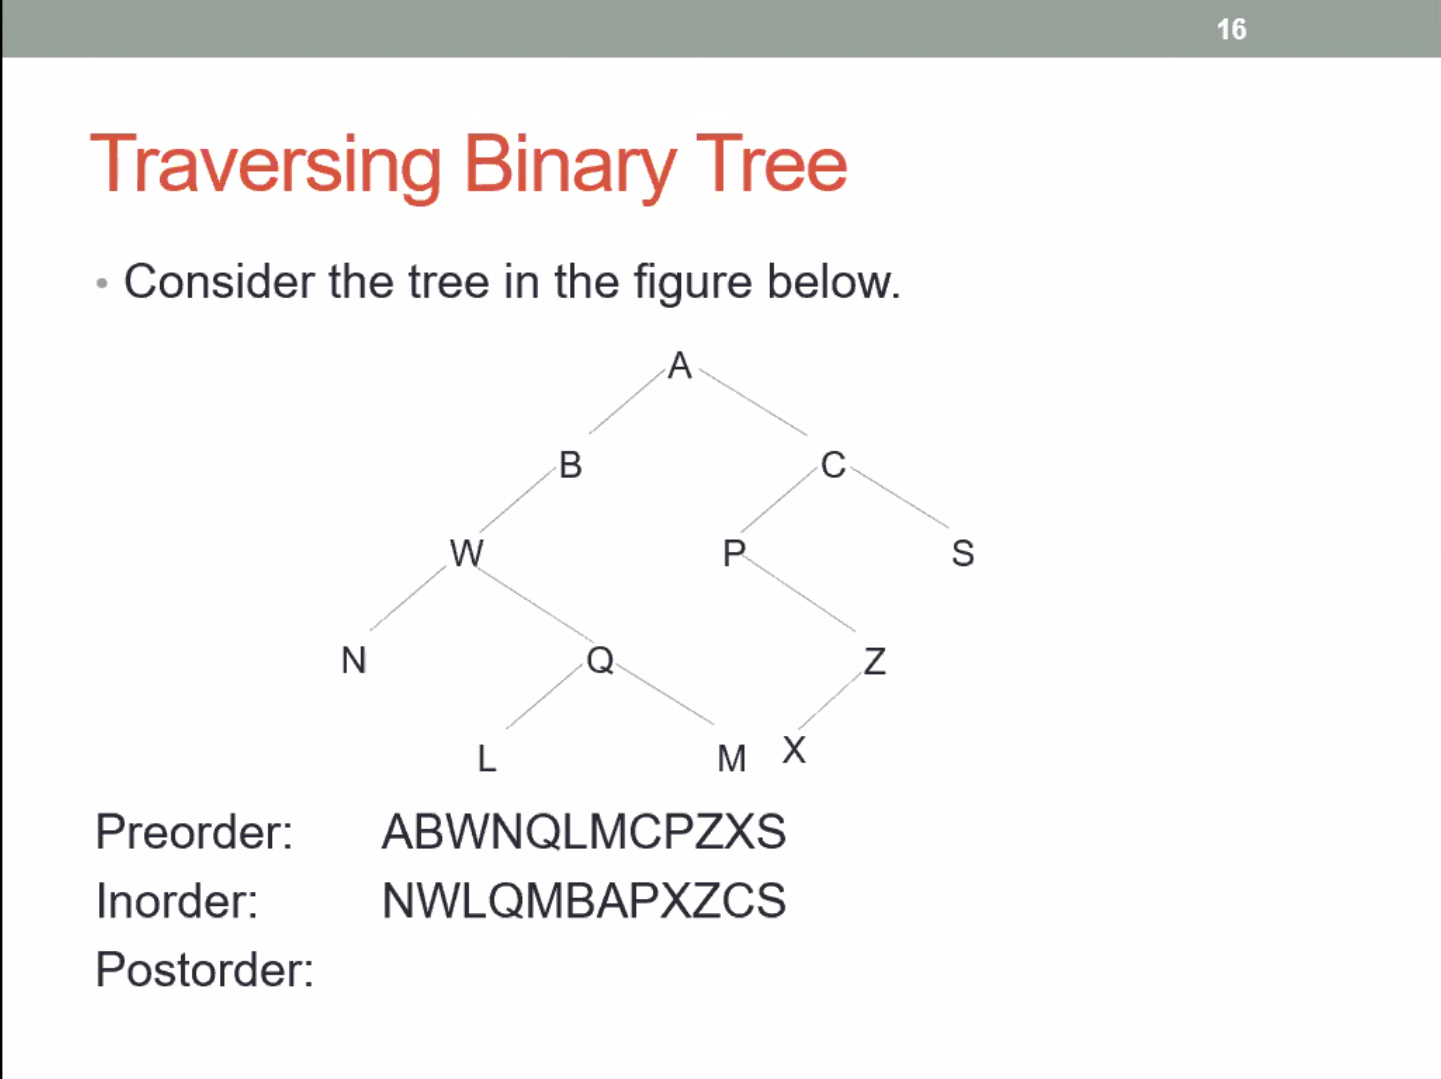 16
Traversing Binary Tree
• Consider the tree in the figure below.
A
B C
W P S
N Q Z
L M X
Preorder: ABWNQLMCPZXS
Inorder: NWLQMBAPXZCS
Postorder: